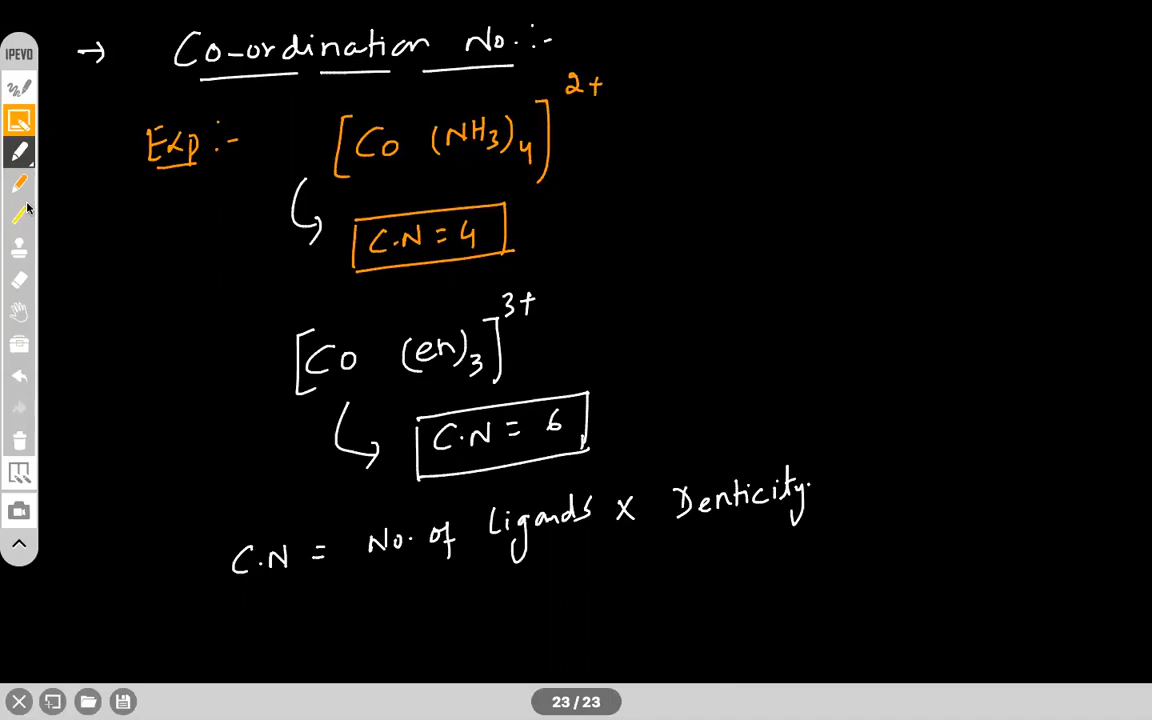 IPEVO
→ Co-ordination No. :-
Exp :- [Co (NH3)4]2+
C.N = 4
[Co (en)3]3+
C.N = 6
C.N = No. of Ligands x Denticity.
23 / 23